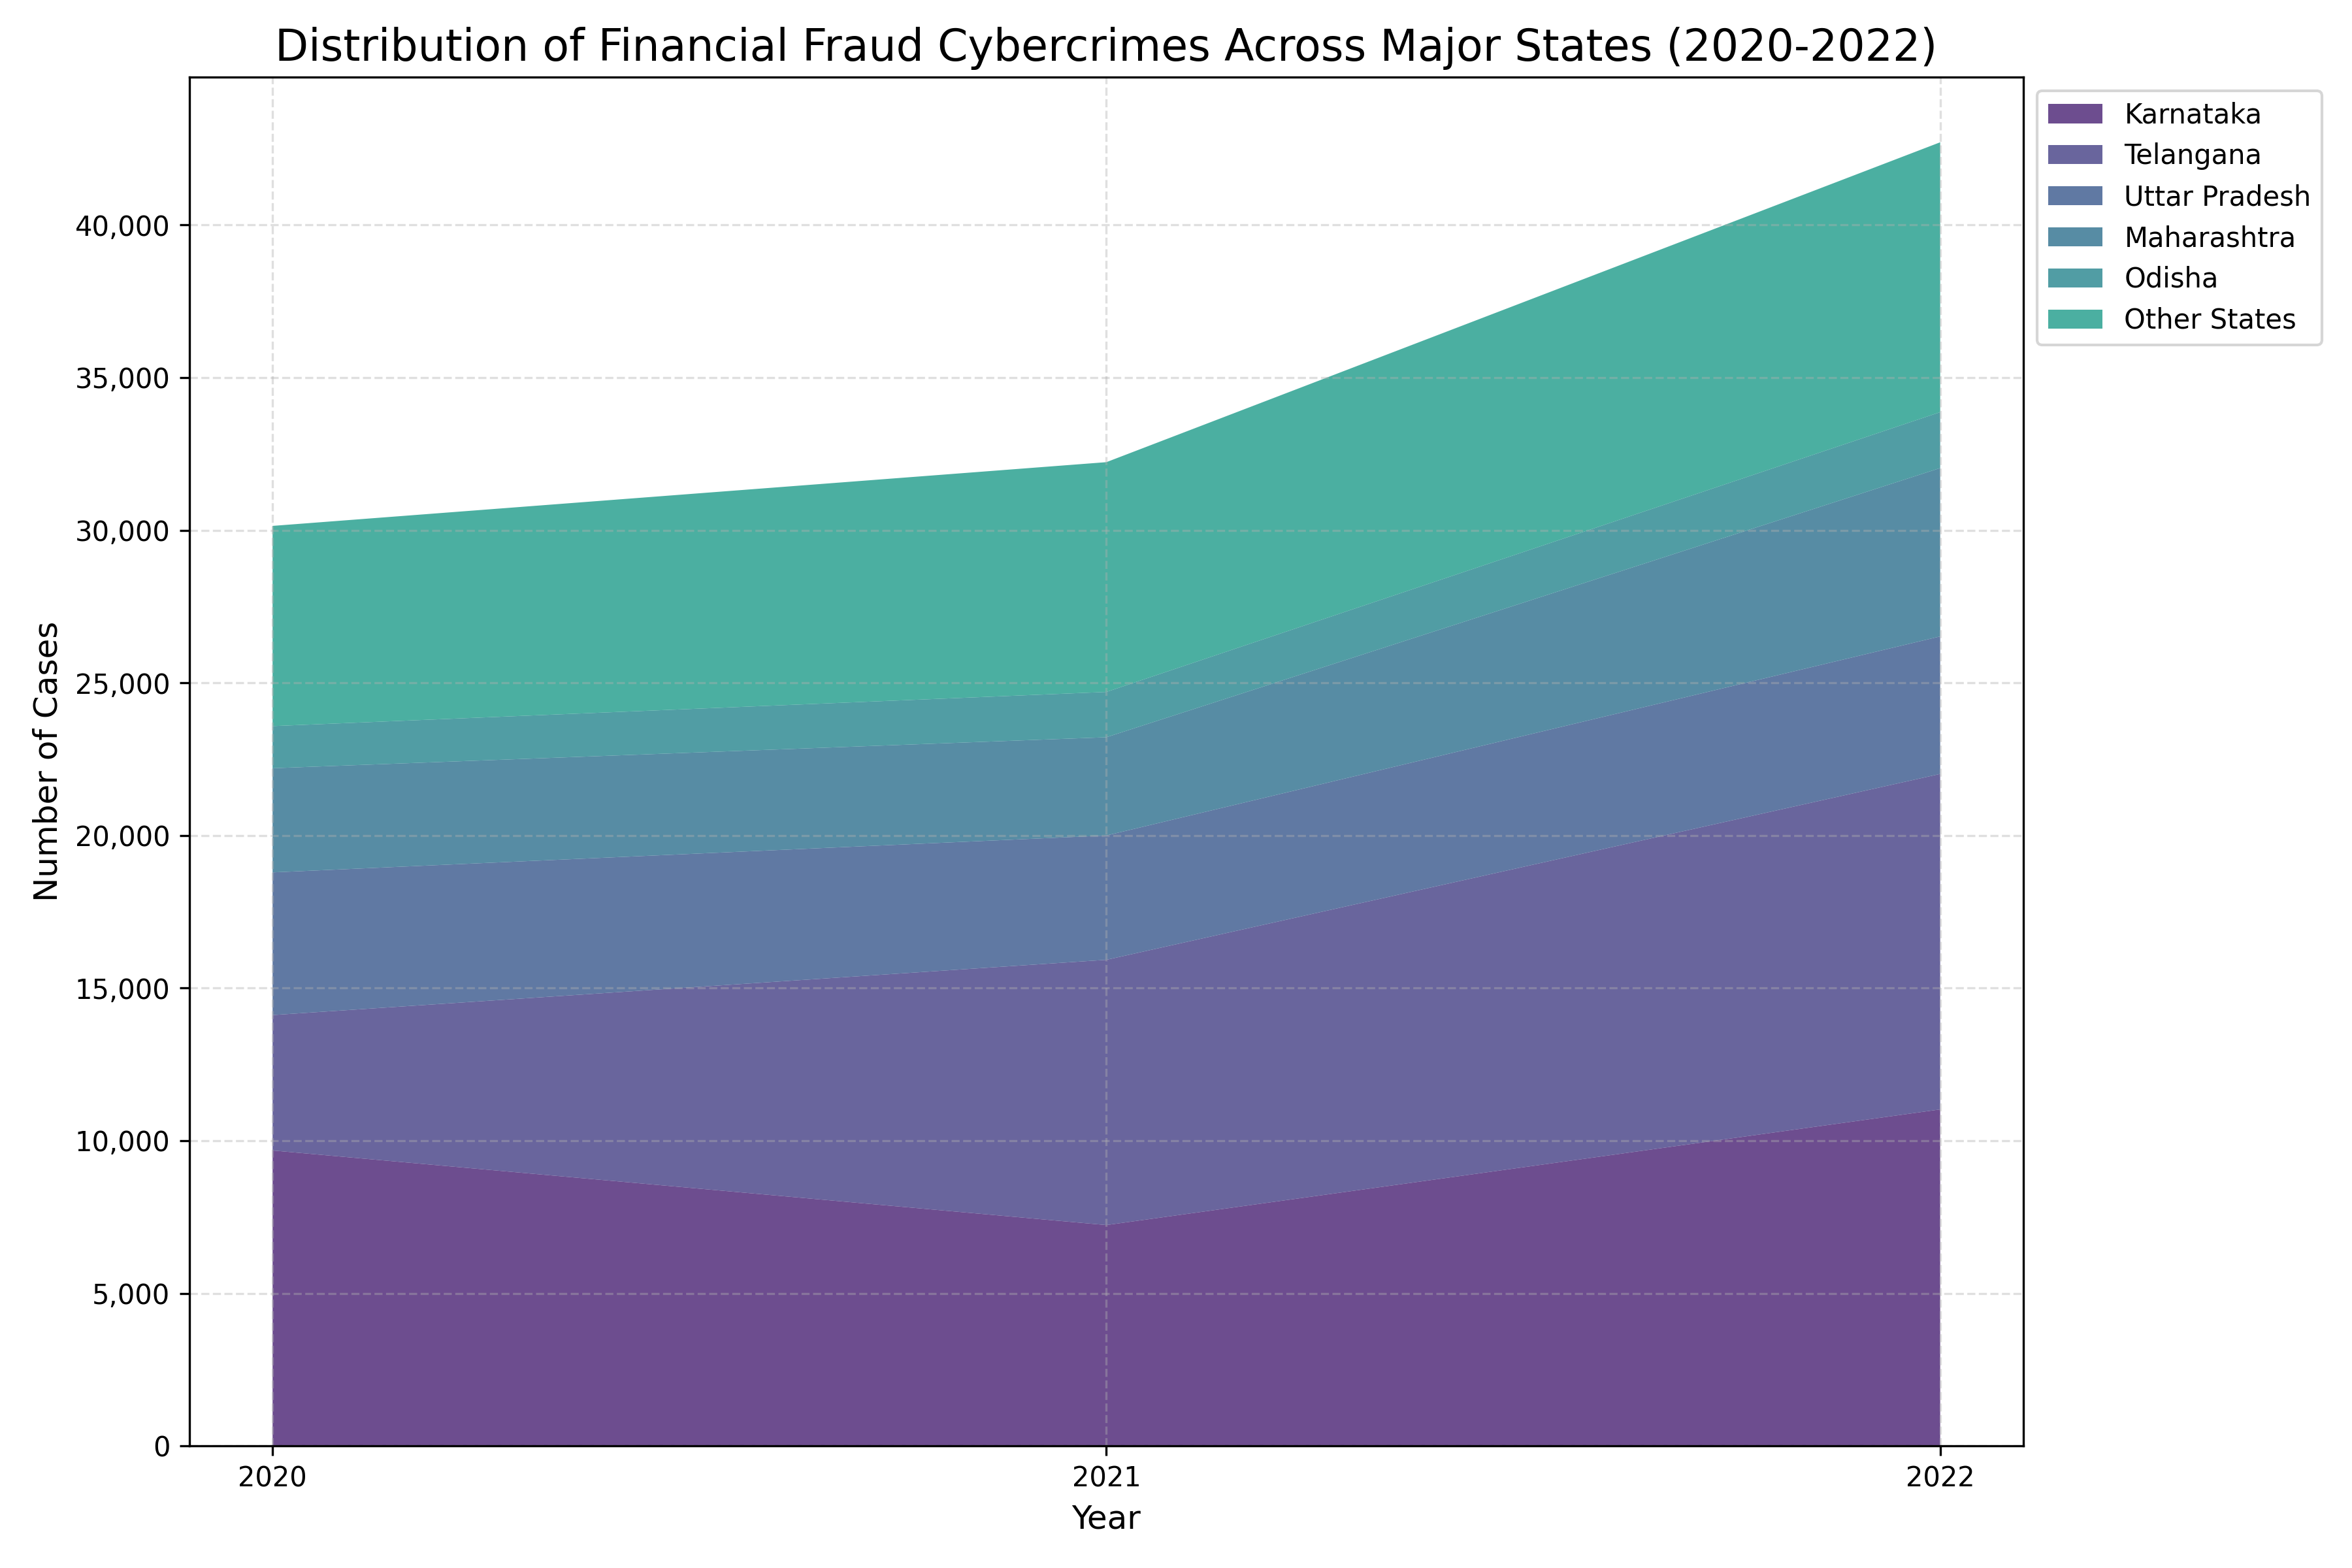 Distribution of Financial Fraud Cybercrimes Across Major States (2020-2022)
Karnataka
Telangana
Uttar Pradesh
Maharashtra
Odisha
Other States
Number of Cases
40,000
35,000
30,000
25,000
20,000
15,000
10,000
5,000
0
2020 2021 2022
Year